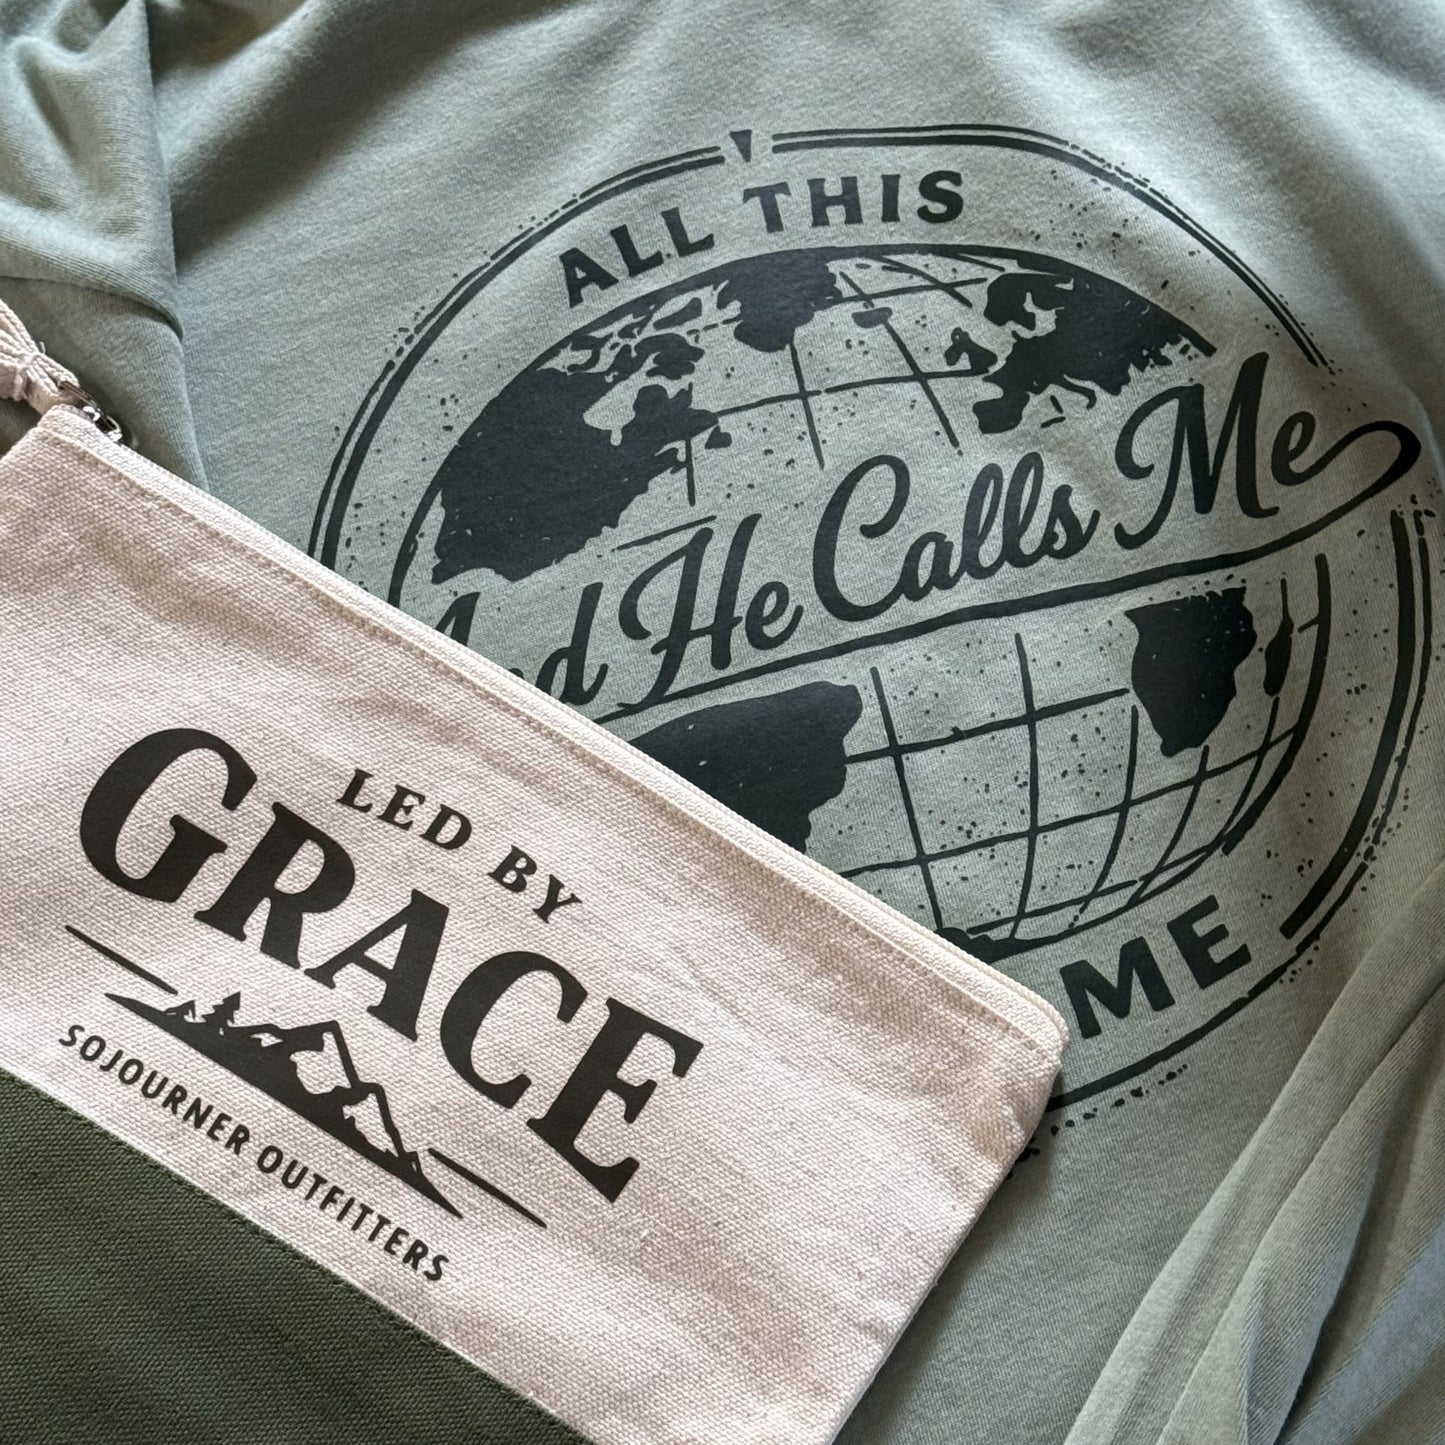 ALL THIS
And He Calls Me
ME
LED BY
GRACE
SOJOURNER OUTFITTERS